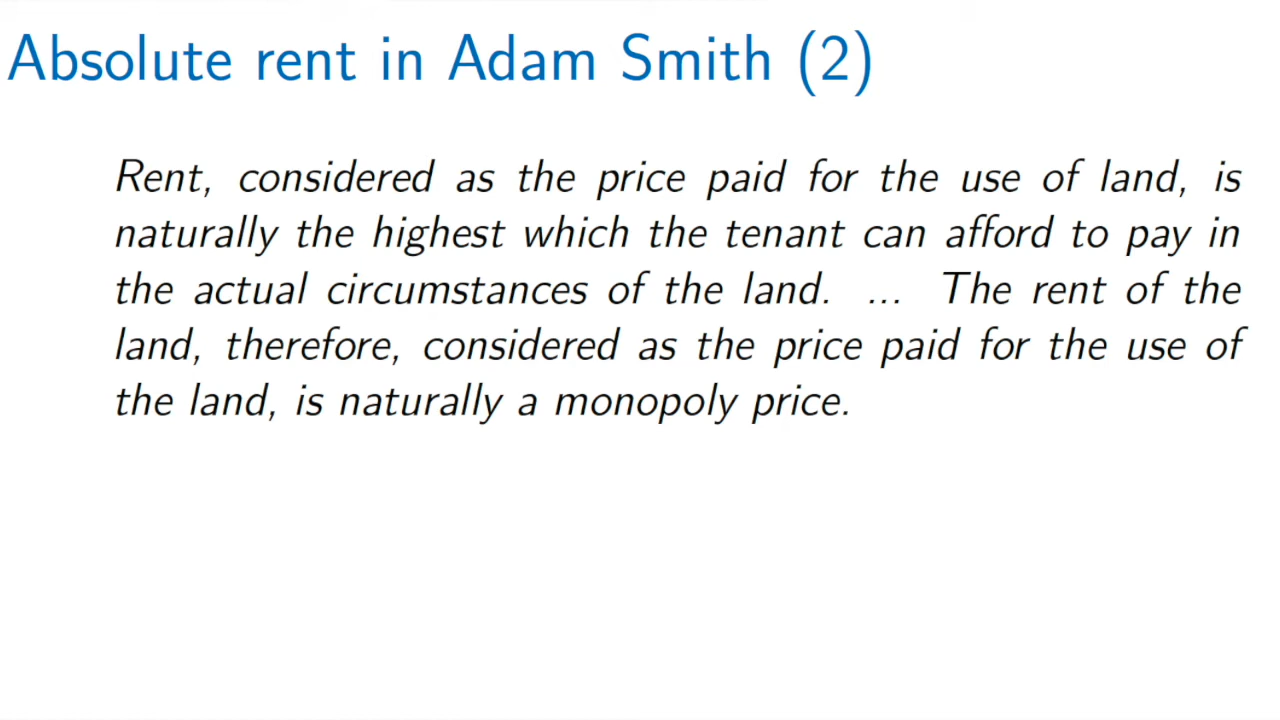 Absolute rent in Adam Smith (2)
Rent, considered as the price paid for the use of land, is
naturally the highest which the tenant can afford to pay in
the actual circumstances of the land. ... The rent of the
land, therefore, considered as the price paid for the use of
the land, is naturally a monopoly price.